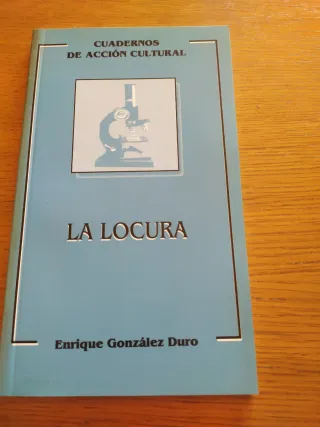 CUADERNOS
DE ACCIÓN CULTURAL
LA LOCURA
Enrique González Duro